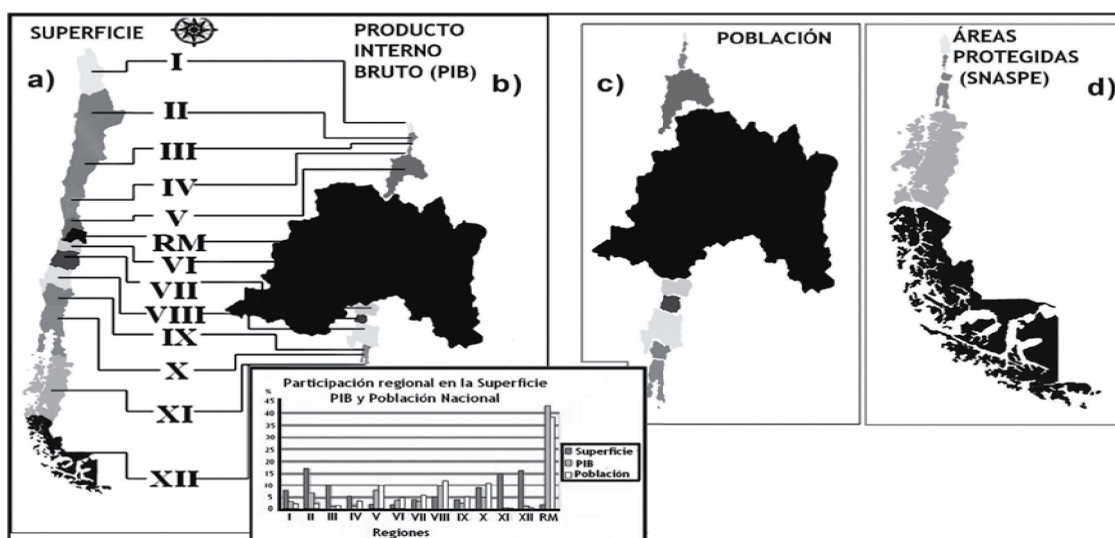 SUPERFICIE
a)
PRODUCTO
INTERNO
BRUTO (PIB)
b)
I
II
III
IV
V
RM
VI
VII
VIII
IX
X
XI
XII
POBLACIÓN
c)
ÁREAS
PROTEGIDAS
(SNASPE)
d)
Participación regional en la Superficie
PIB y Población Nacional
%
45
40
35
30
25
20
15
10
5
0
I II III IV V VI VII VIII IX X XI XII RM
Regiones
Superficie
PIB
Población